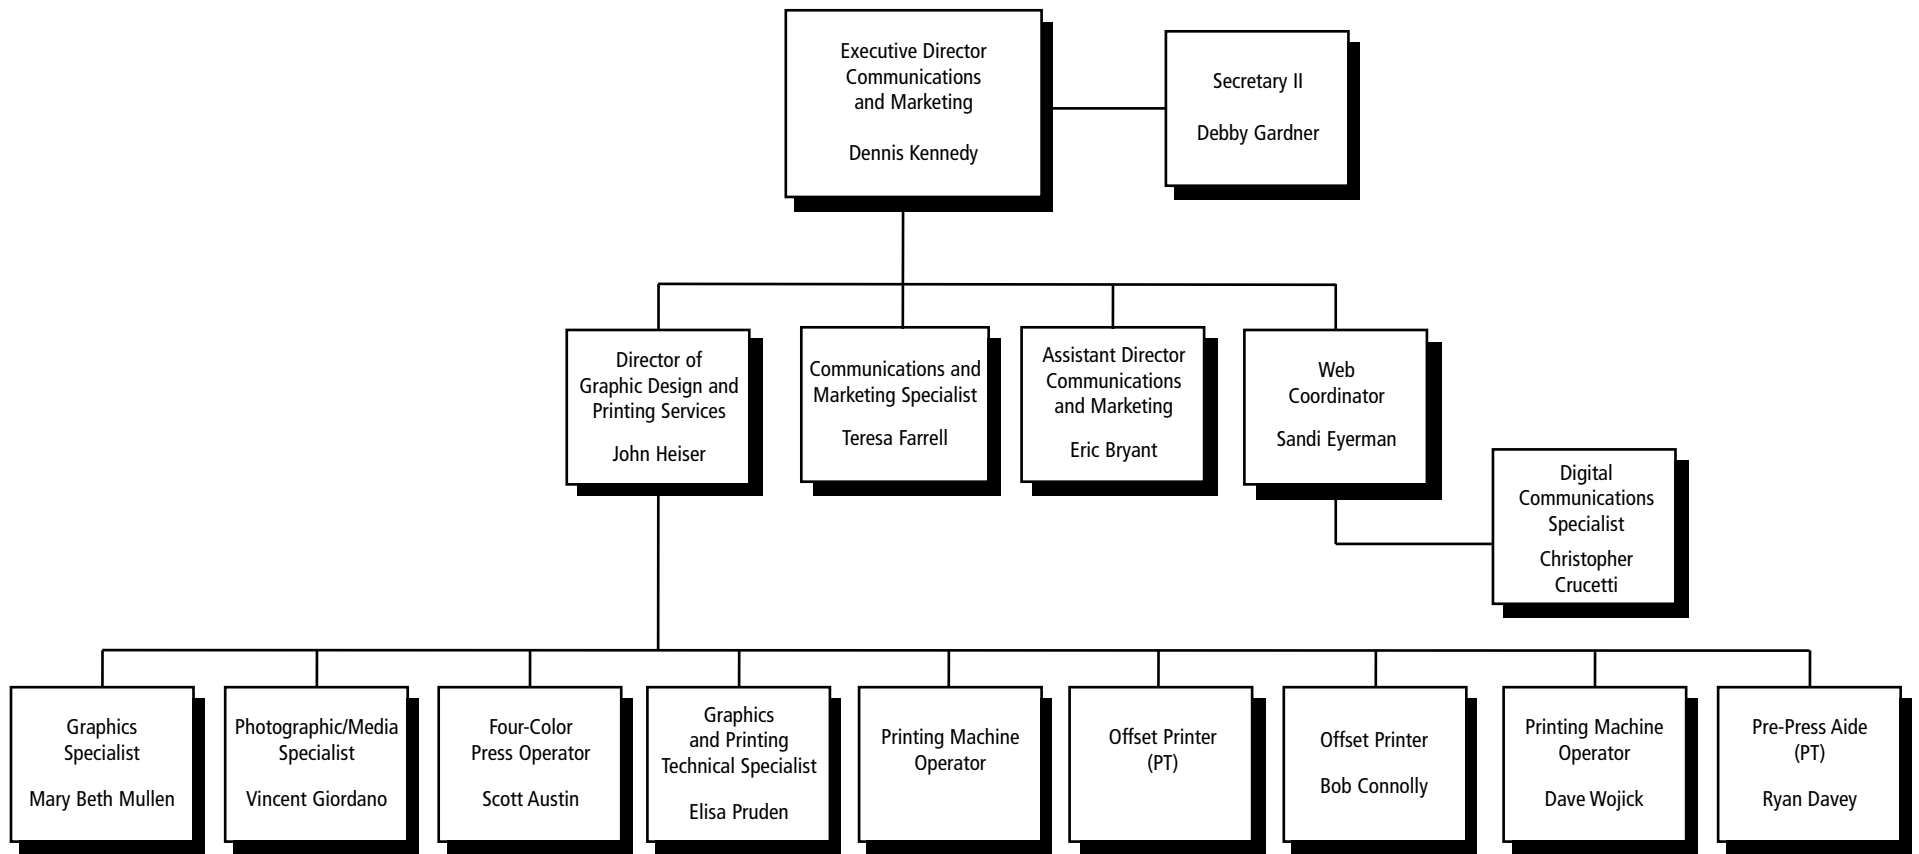 Executive Director
Communications
and Marketing
Dennis Kennedy
Secretary II
Debby Gardner
Director of
Graphic Design and
Printing Services
John Heiser
Communications and
Marketing Specialist
Teresa Farrell
Assistant Director
Communications
and Marketing
Eric Bryant
Web
Coordinator
Sandi Eyerman
Digital
Communications
Specialist
Christopher
Crucetti
Graphics
Specialist
Mary Beth Mullen
Photographic/Media
Specialist
Vincent Giordano
Four-Color
Press Operator
Scott Austin
Graphics
and Printing
Technical Specialist
Elisa Pruden
Printing Machine
Operator
Offset Printer
(PT)
Offset Printer
Bob Connolly
Printing Machine
Operator
Dave Wojick
Pre-Press Aide
(PT)
Ryan Davey